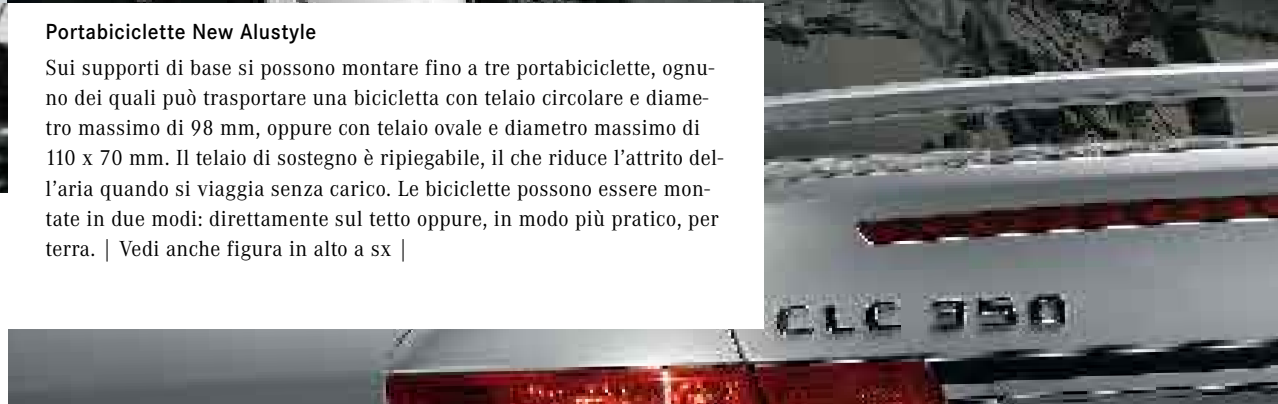 Portabiciclette New Alustyle
Sui supporti di base si possono montare fino a tre portabiciclette, ognu-
no dei quali può trasportare una bicicletta con telaio circolare e diame-
tro massimo di 98 mm, oppure con telaio ovale e diametro massimo di
110 x 70 mm. Il telaio di sostegno è ripiegabile, il che riduce l'attrito del-
l'aria quando si viaggia senza carico. Le biciclette possono essere mon-
tate in due modi: direttamente sul tetto oppure, in modo più pratico, per
terra. | Vedi anche figura in alto a sx |
CLC 350